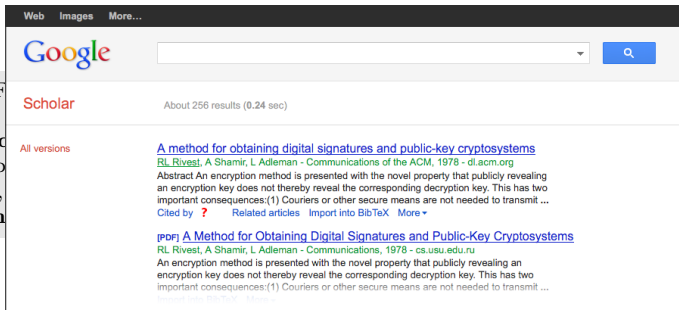 Web Images More...
Google
Scholar
About 256 results (0.24 sec)
All versions
A method for obtaining digital signatures and public-key cryptosystems
RL Rivest, A Shamir, L Adleman - Communications of the ACM, 1978 - dl.acm.org
Abstract An encryption method is presented with the novel property that publicly revealing
an encryption key does not thereby reveal the corresponding decryption key. This has two
important consequences:(1) Couriers or other secure means are not needed to transmit ...
Cited by ? Related articles Import into BibTeX More
[PDF] A Method for Obtaining Digital Signatures and Public-Key Cryptosystems
RL Rivest, A Shamir, L Adleman - Communications, 1978 - cs.usu.edu.ru
An encryption method is presented with the novel property that publicly revealing an
encryption key does not thereby reveal the corresponding decryption key. This has two
important consequences:(1) Couriers or other secure means are not needed to transmit ...
Import into BibTeX More